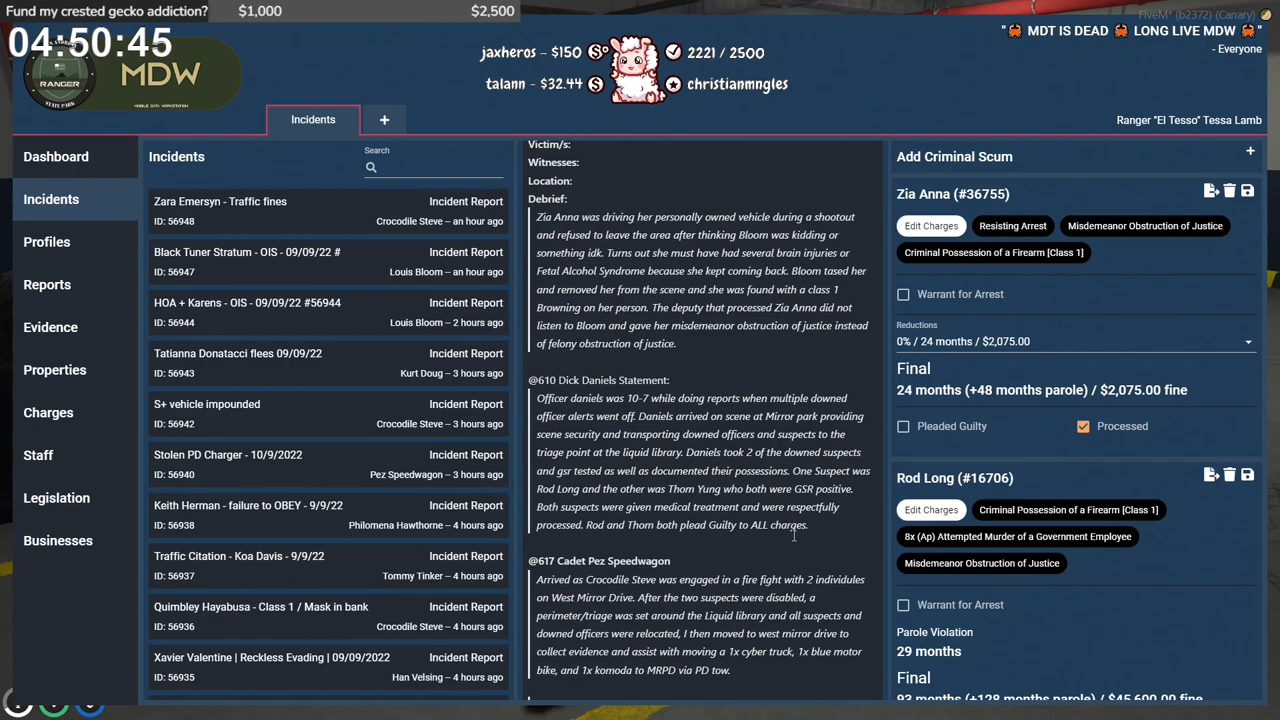 Fund my crested gecko addiction? $1,000 $2,500
04:50:45
RANGER
STATE PARK
MDW
MOBILE DATA WORKSTATION
jaxheros - $150 2221 / 2500
talann - $32.44 christianmngles
FiveM® (b2372) (Canary)
" MDT IS DEAD LONG LIVE MDW "
- Everyone
Incidents +
Ranger "El Tesso" Tessa Lamb
Dashboard
Incidents
Profiles
Reports
Evidence
Properties
Charges
Staff
Legislation
Businesses
Incidents
Search
Zara Emersyn - Traffic fines Incident Report
ID: 56948 Crocodile Steve -- an hour ago
Black Tuner Stratum - OIS - 09/09/22 # Incident Report
ID: 56947 Louis Bloom -- an hour ago
HOA + Karens - OIS - 09/09/22 #56944 Incident Report
ID: 56944 Louis Bloom -- 2 hours ago
Tatianna Donatacci flees 09/09/22 Incident Report
ID: 56943 Kurt Doug -- 3 hours ago
S+ vehicle impounded Incident Report
ID: 56942 Crocodile Steve -- 3 hours ago
Stolen PD Charger - 10/9/2022 Incident Report
ID: 56940 Pez Speedwagon -- 3 hours ago
Keith Herman - failure to OBEY - 9/9/22 Incident Report
ID: 56938 Philomena Hawthorne -- 4 hours ago
Traffic Citation - Koa Davis - 9/9/22 Incident Report
ID: 56937 Tommy Tinker -- 4 hours ago
Quimbley Hayabusa - Class 1 / Mask in bank Incident Report
ID: 56936 Crocodile Steve -- 4 hours ago
Xavier Valentine | Reckless Evading | 09/09/2022 Incident Report
ID: 56935 Han Velsing -- 4 hours ago
Victim/s:
Witnesses:
Location:
Debrief:
Zia Anna was driving her personally owned vehicle during a shootout
and refused to leave the area after thinking Bloom was kidding or
something idk. Turns out she must have had several brain injuries or
Fetal Alcohol Syndrome because she kept coming back. Bloom tased her
and removed her from the scene and she was found with a class 1
Browning on her person. The deputy that processed Zia Anna did not
listen to Bloom and gave her misdemeanor obstruction of justice instead
of felony obstruction of justice.
@610 Dick Daniels Statement:
Officer daniels was 10-7 while doing reports when multiple downed
officer alerts went off. Daniels arrived on scene at Mirror park providing
scene security and transporting downed officers and suspects to the
triage point at the liquid library. Daniels took 2 of the downed suspects
and gsr tested as well as documented their possessions. One Suspect was
Rod Long and the other was Thom Yung who both were GSR positive.
Both suspects were given medical treatment and were respectfully
processed. Rod and Thom both plead Guilty to ALL charges.
@617 Cadet Pez Speedwagon
Arrived as Crocodile Steve was engaged in a fire fight with 2 individules
on West Mirror Drive. After the two suspects were disabled, a
perimeter/triage was set around the Liquid library and all suspects and
downed officers were relocated, I then moved to west mirror drive to
collect evidence and assist with moving a 1x cyber truck, 1x blue motor
bike, and 1x komoda to MRPD via PD tow.
Add Criminal Scum +
Zia Anna (#36755)
Edit Charges Resisting Arrest Misdemeanor Obstruction of Justice
Criminal Possession of a Firearm [Class 1]
Warrant for Arrest
Reductions
0% / 24 months / $2,075.00
Final
24 months (+48 months parole) / $2,075.00 fine
Pleaded Guilty Processed
Rod Long (#16706)
Edit Charges Criminal Possession of a Firearm [Class 1]
8x (Ap) Attempted Murder of a Government Employee
Misdemeanor Obstruction of Justice
Warrant for Arrest
Parole Violation
29 months
Final
93 months (+128 months parole) / $45,600.00 fine